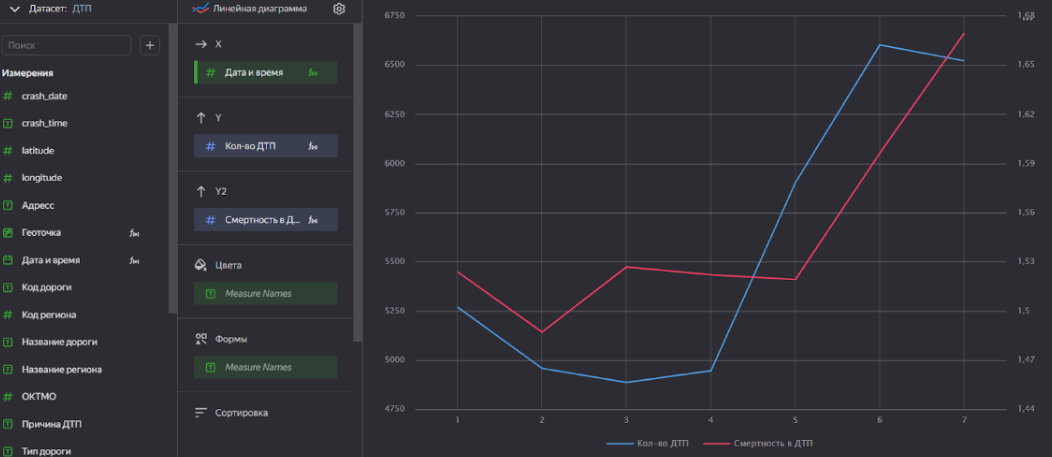 Датасет: ДТП
Поиск
+
Измерения
crash_date
crash_time
latitude
longitude
Адресс
Геоточка
Дата и время
Код дороги
Код региона
Название дороги
Название региона
ОКТМО
Причина ДТП
Тип дороги
Линейная диаграмма
X
Дата и время
Y
Кол-во ДТП
Y2
Смертность в Д...
Цвета
Measure Names
Формы
Measure Names
Сортировка
6750
6500
6250
6000
5750
5500
5250
5000
4750
1,68
1,65
1,62
1,59
1,56
1,53
1,5
1,47
1,44
1 2 3 4 5 6 7
Кол-во ДТП Смертность в ДТП